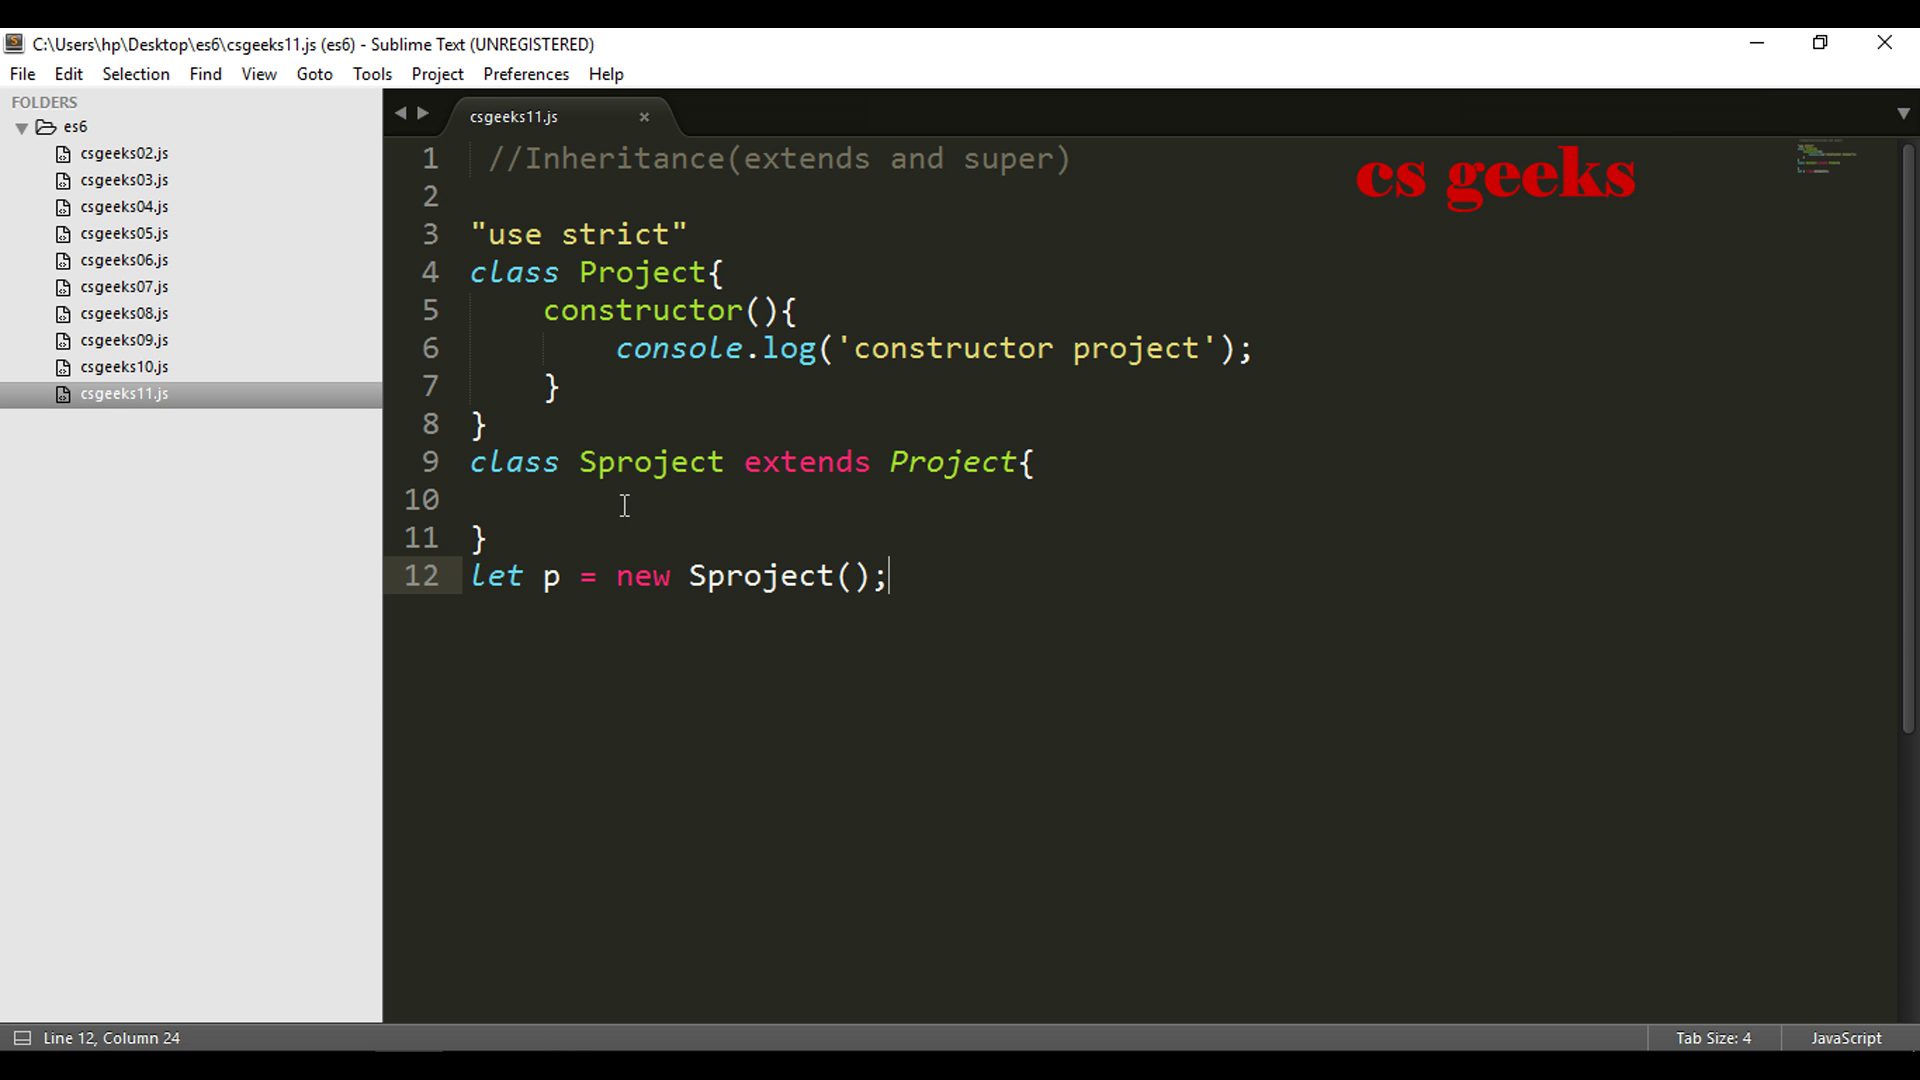 C:\Users\hp\Desktop\es6\csgeeks11.js (es6) - Sublime Text (UNREGISTERED)
File Edit Selection Find View Goto Tools Project Preferences Help
FOLDERS
es6
csgeeks02.js
csgeeks03.js
csgeeks04.js
csgeeks05.js
csgeeks06.js
csgeeks07.js
csgeeks08.js
csgeeks09.js
csgeeks10.js
csgeeks11.js
csgeeks11.js ×
cs geeks
1 //Inheritance(extends and super)
2
3 "use strict"
4 class Project{
5 constructor(){
6 console.log('constructor project');
7 }
8 }
9 class Sproject extends Project{
10
11 }
12 let p = new Sproject();
Line 12, Column 24
Tab Size: 4
JavaScript